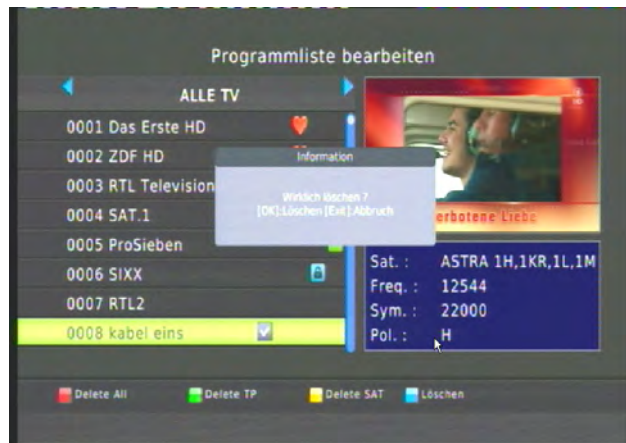 Programmliste bearbeiten
ALLE TV
0001 Das Erste HD
0002 ZDF HD
0003 RTL Television
0004 SAT.1
0005 ProSieben
0006 SIXX
0007 RTL2
0008 kabel eins
HD
Information
Wirklich löschen ?
[OK]:Löschen [Exit]:Abbruch
erbotene Liebe
Sat. : ASTRA 1H,1KR,1L,1M
Freq. : 12544
Sym. : 22000
Pol. : H
Delete All Delete TP Delete SAT Löschen